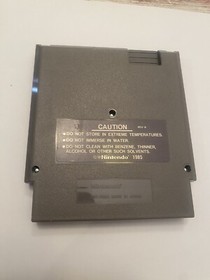 CAUTION
•DO NOT STORE IN EXTREME TEMPERATURES.
•DO NOT IMMERSE IN WATER.
•DO NOT CLEAN WITH BENZENE, THINNER,
ALCOHOL OR OTHER SUCH SOLVENTS.
Nintendo 1985